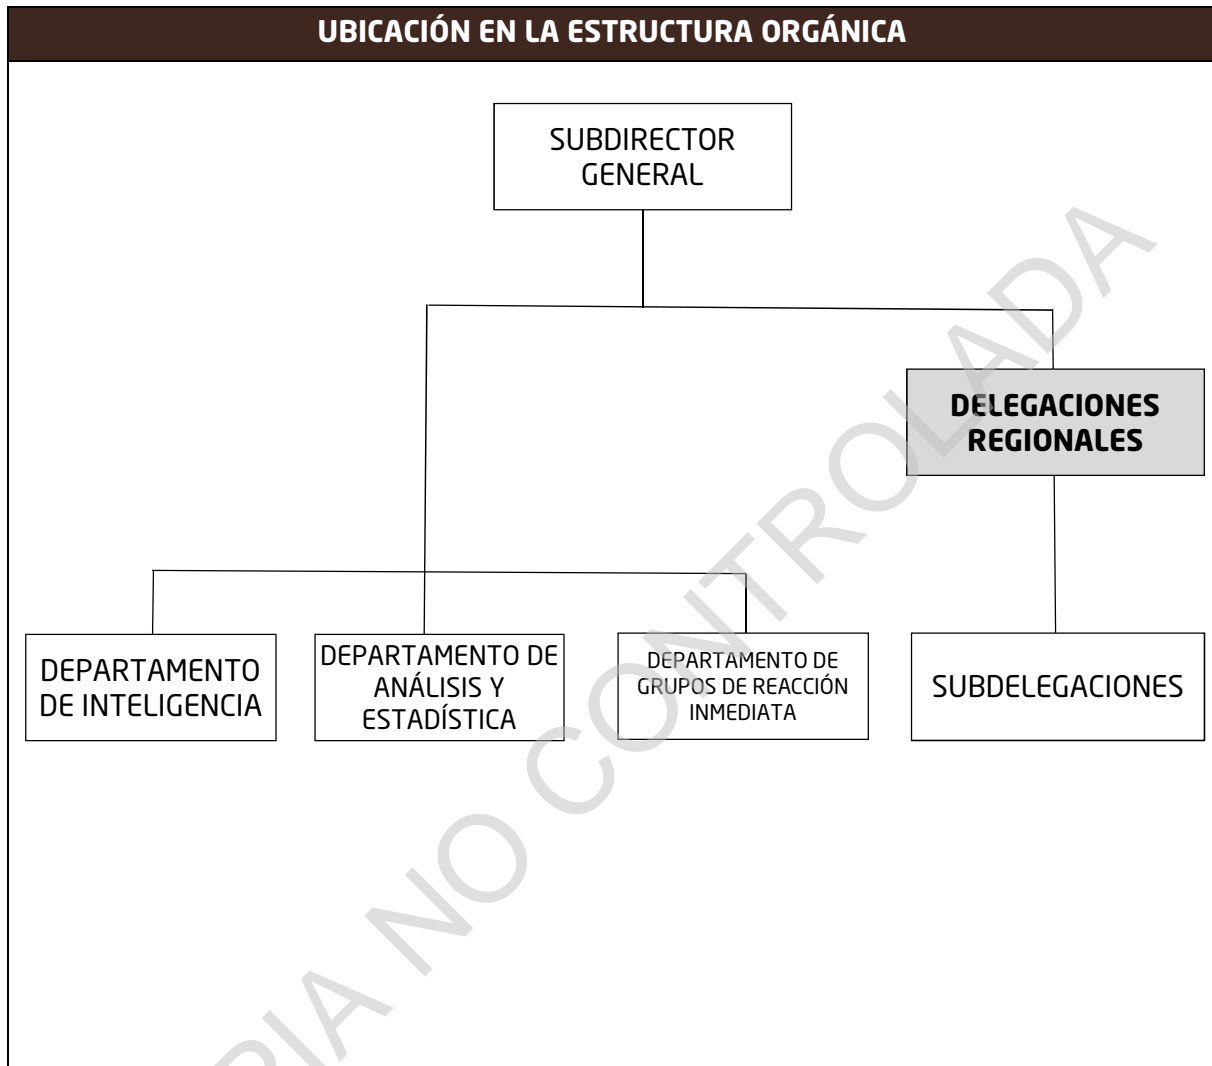 UBICACIÓN EN LA ESTRUCTURA ORGÁNICA
SUBDIRECTOR
GENERAL
DELEGACIONES
REGIONALES
DEPARTAMENTO
DE INTELIGENCIA
DEPARTAMENTO DE
ANÁLISIS Y
ESTADÍSTICA
DEPARTAMENTO DE
GRUPOS DE REACCIÓN
INMEDIATA
SUBDELEGACIONES
RIA NO CONTROLADA